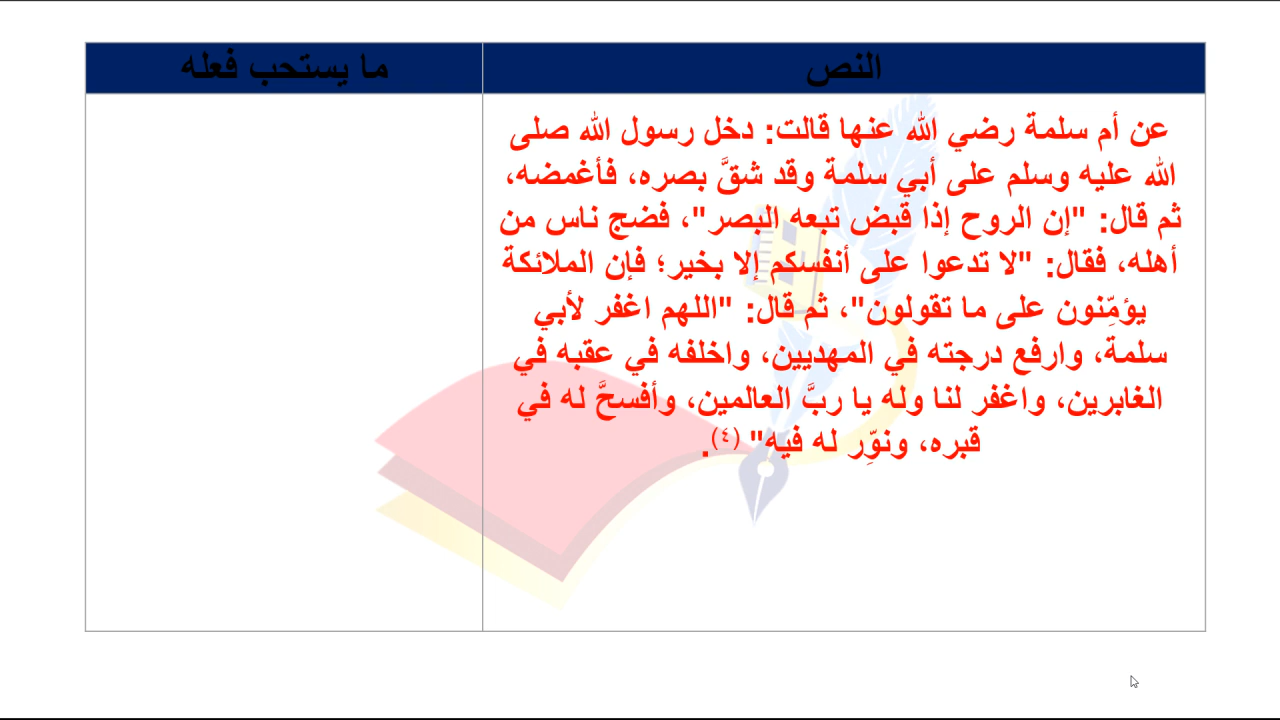 النص
ما يستحب فعله
عن أم سلمة رضي الله عنها قالت: دخل رسول الله صلى
الله عليه وسلم على أبي سلمة وقد شقَّ بصره، فأغمضه،
ثم قال: "إن الروح إذا قبض تبعه البصر"، فضج ناس من
أهله، فقال: "لا تدعوا على أنفسكم إلا بخير؛ فإن الملائكة
يؤمِّنون على ما تقولون"، ثم قال: "اللهم اغفر لأبي
سلمة، وارفع درجته في المهديين، واخلفه في عقبه في
الغابرين، واغفر لنا وله يا ربَّ العالمين، وأفسحَّ له في
قبره، ونوِّر له فيه" (٤).